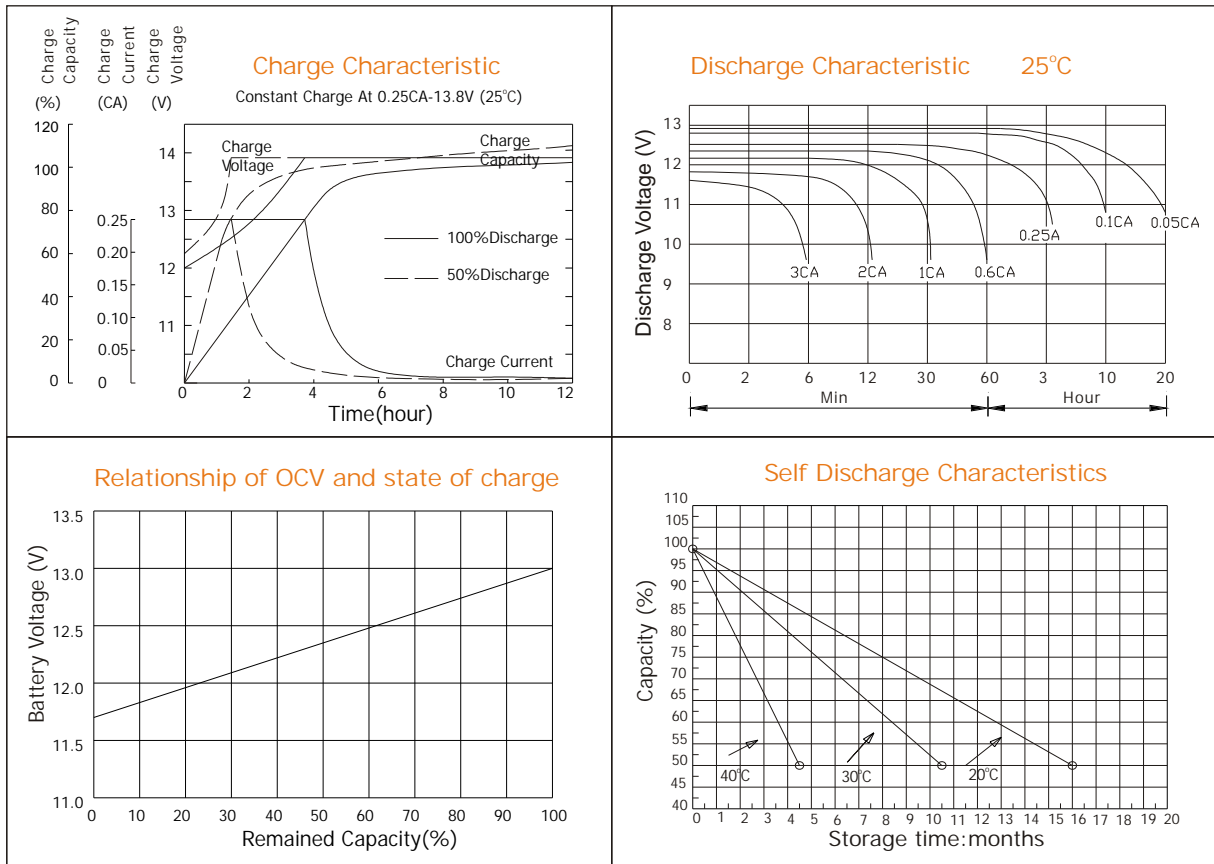 Charge Capacity
Charge Current
Charge Voltage
(%)
(CA)
(V)
Charge Characteristic
Constant Charge At 0.25CA-13.8V (25°C)
120
100
80
60
40
20
0
0.25
0.20
0.15
0.10
0.05
0
14
13
12
11
Charge Voltage
Charge Capacity
100%Discharge
50%Discharge
Charge Current
0 2 4 6 8 10 12
Time(hour)
Discharge Characteristic 25°C
Discharge Voltage (V)
13
12
11
10
9
8
3CA
2CA
1CA
0.6CA
0.25A
0.1CA
0.05CA
0 2 6 12 30 60 3 10 20
Min
Hour
Relationship of OCV and state of charge
Battery Voltage (V)
13.5
13.0
12.5
12.0
11.5
11.0
0 10 20 30 40 50 60 70 80 90 100
Remained Capacity(%)
Self Discharge Characteristics
Capacity (%)
110
105
100
95
90
85
80
75
70
65
60
55
50
45
40
40°C
30°C
20°C
0 1 2 3 4 5 6 7 8 9 10 11 12 13 14 15 16 17 18 19 20
Storage time:months